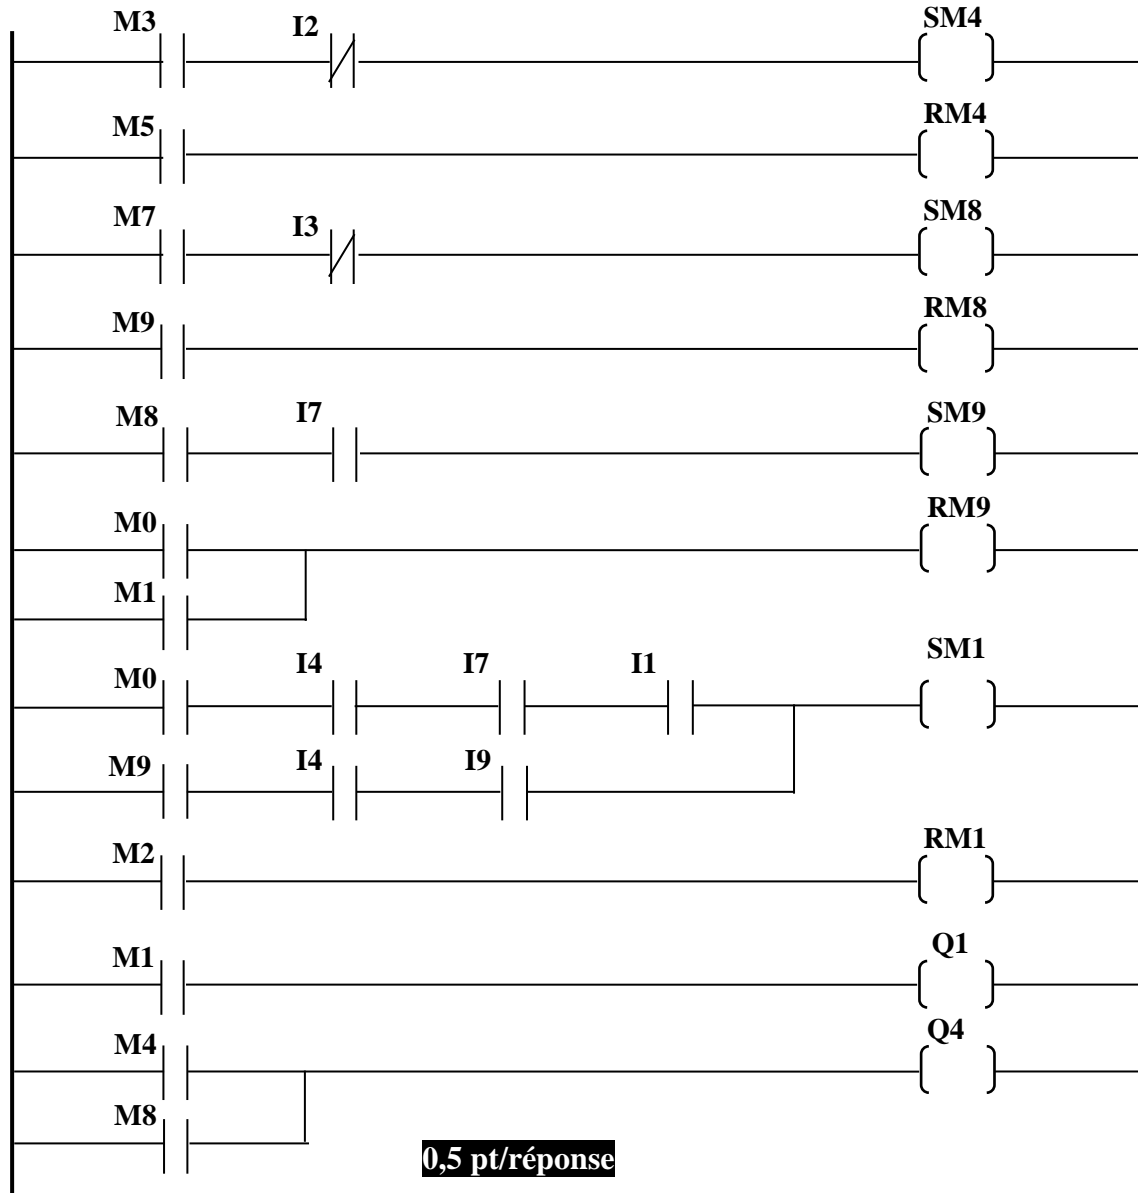 M3 I2 SM4
M5 RM4
M7 I3 SM8
M9 RM8
M8 I7 SM9
M0 RM9
M1
M0 I4 I7 I1 SM1
M9 I4 I9
M2 RM1
M1 Q1
M4 Q4
M8
0,5 pt/réponse